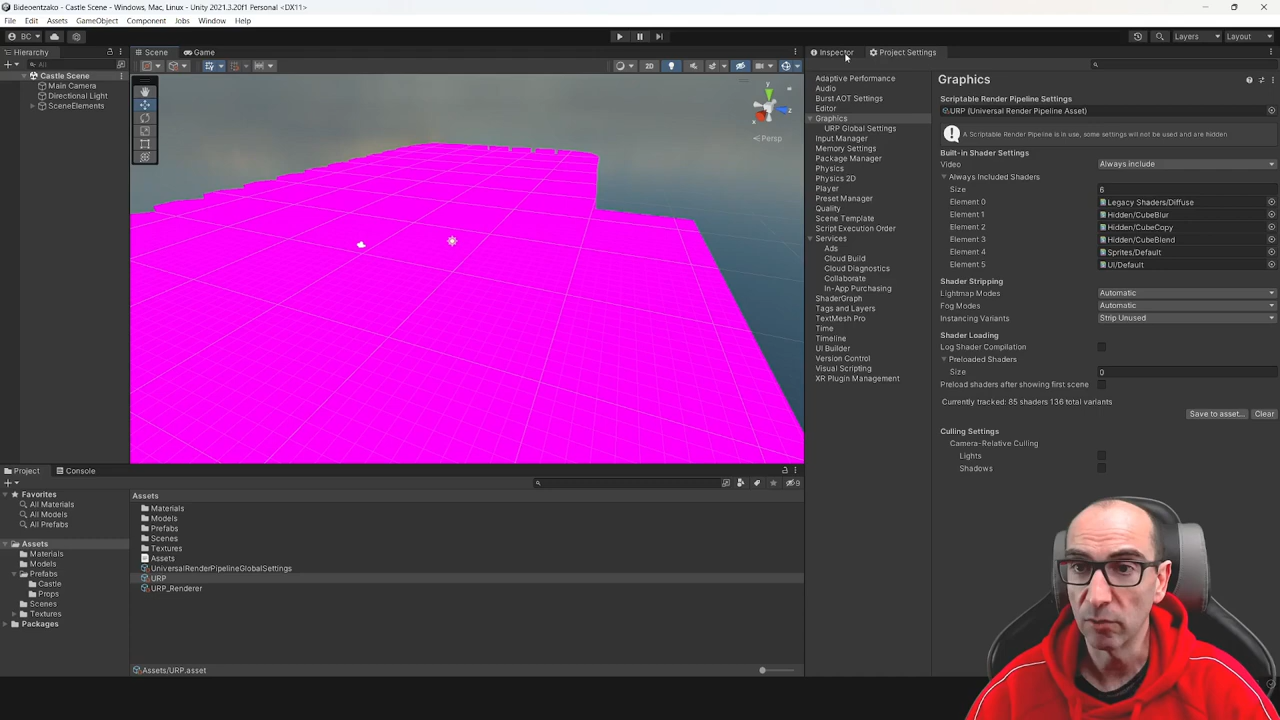 Bideoentzako - Castle Scene - Windows, Mac, Linux - Unity 2021.3.20f1 Personal <DX11>
File Edit Assets GameObject Component Jobs Window Help
BC
Layers Layout
Hierarchy
All
Castle Scene
Main Camera
Directional Light
SceneElements
Scene Game
2D
y
z
Persp
Project Console
Favorites
All Materials
All Models
All Prefabs
Assets
Materials
Models
Prefabs
Castle
Props
Scenes
Textures
Packages
9
Assets
Materials
Models
Prefabs
Scenes
Textures
Assets
UniversalRenderPipelineGlobalSettings
URP
URP_Renderer
Assets/URP.asset
Inspector Project Settings
Adaptive Performance
Audio
Burst AOT Settings
Editor
Graphics
URP Global Settings
Input Manager
Memory Settings
Package Manager
Physics
Physics 2D
Player
Preset Manager
Quality
Scene Template
Script Execution Order
Services
Ads
Cloud Build
Cloud Diagnostics
Collaborate
In-App Purchasing
ShaderGraph
Tags and Layers
TextMesh Pro
Time
Timeline
UI Builder
Version Control
Visual Scripting
XR Plugin Management
Graphics
Scriptable Render Pipeline Settings
URP (Universal Render Pipeline Asset)
A Scriptable Render Pipeline is in use, some settings will not be used and are hidden
Built-in Shader Settings
Video Always include
Always Included Shaders
Size 6
Element 0 Legacy Shaders/Diffuse
Element 1 Hidden/CubeBlur
Element 2 Hidden/CubeCopy
Element 3 Hidden/CubeBlend
Element 4 Sprites/Default
Element 5 UI/Default
Shader Stripping
Lightmap Modes Automatic
Fog Modes Automatic
Instancing Variants Strip Unused
Shader Loading
Log Shader Compilation
Preloaded Shaders
Size 0
Preload shaders after showing first scene
Currently tracked: 85 shaders 136 total variants
Save to asset... Clear
Culling Settings
Camera-Relative Culling
Lights
Shadows